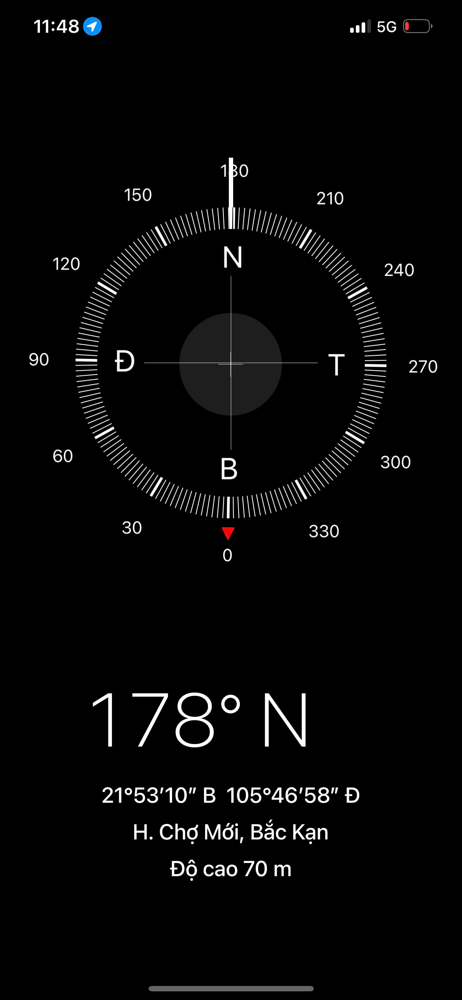 11:48 5G
180
150 210
N
120 240
90 Đ T 270
B
60 300
30 330
0
178° N
21°53′10″ B 105°46′58″ Đ
H. Chợ Mới, Bắc Kạn
Độ cao 70 m